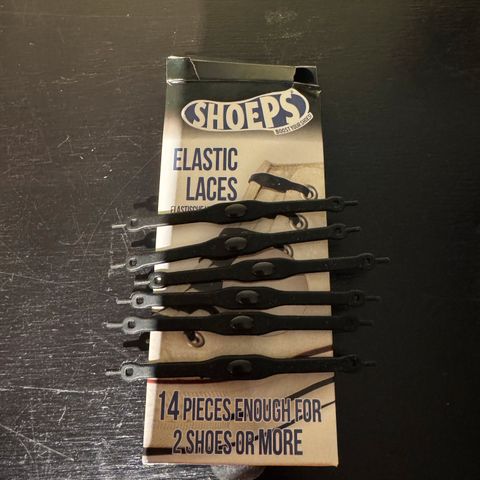 SHOEPS
BOOST YOUR SHOES
ELASTIC
LACES
14 PIECES ENOUGH FOR
2 SHOES OR MORE